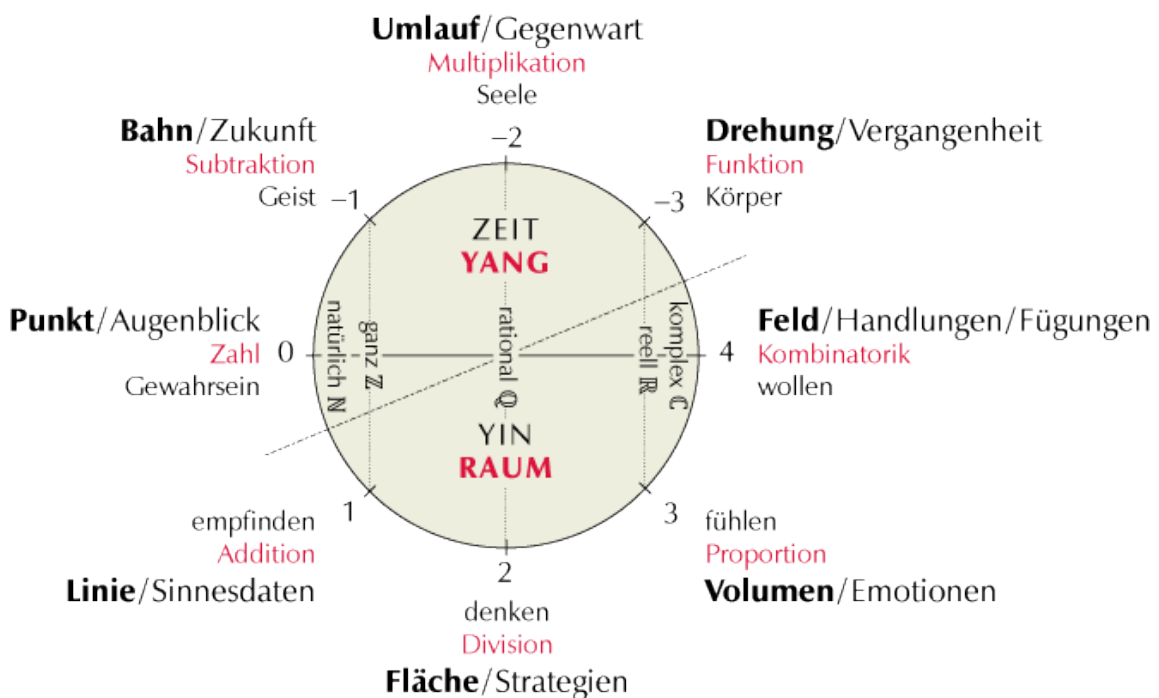 Umlauf/Gegenwart
Multiplikation
Seele
–2
Bahn/Zukunft
Subtraktion
Geist
–1
Drehung/Vergangenheit
Funktion
Körper
–3
ZEIT
YANG
Punkt/Augenblick
Zahl
Gewahrsein
0
natürlich ℕ
ganz ℤ
rational ℚ
reell ℝ
komplex ℂ
4
Feld/Handlungen/Fügungen
Kombinatorik
wollen
YIN
RAUM
1
empfinden
Addition
Linie/Sinnesdaten
2
denken
Division
Fläche/Strategien
3
fühlen
Proportion
Volumen/Emotionen